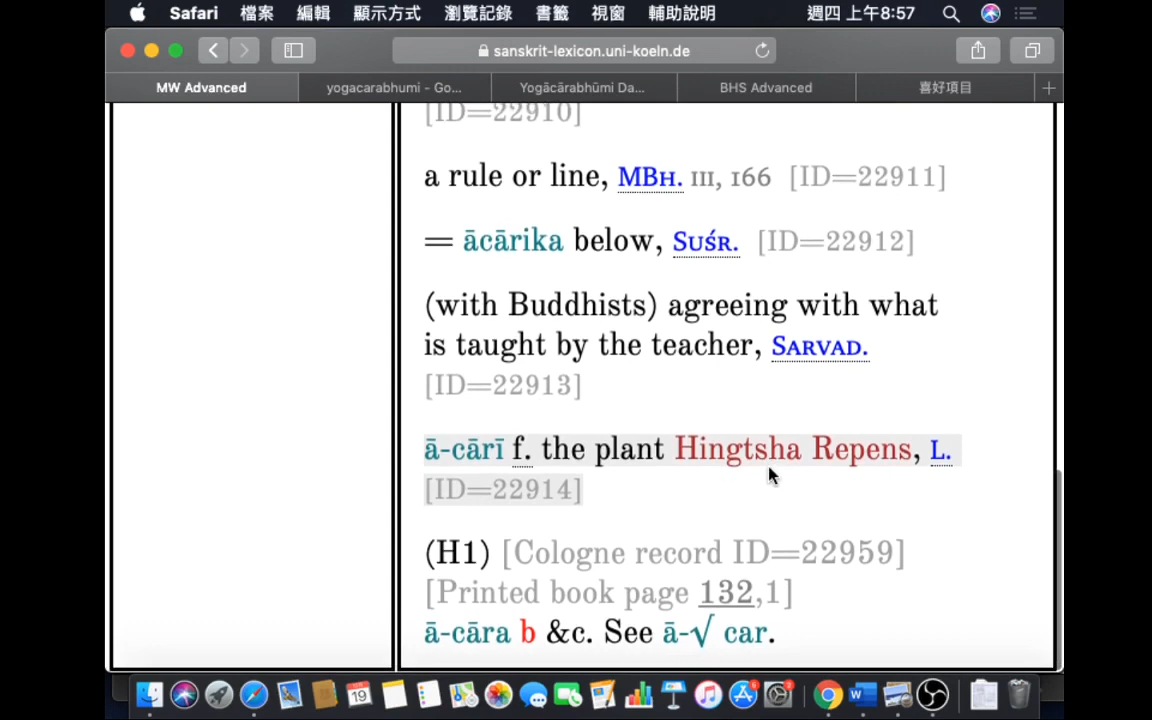 Safari 檔案 編輯 顯示方式 瀏覽記錄 書籤 視窗 輔助說明 週四 上午8:57
sanskrit-lexicon.uni-koeln.de
MW Advanced yogacarabhumi - Go... Yogācārabhūmi Da... BHS Advanced 喜好項目
[ID=22910]
a rule or line, MBH. III, 166 [ID=22911]
= ācārika below, SUŚR. [ID=22912]
(with Buddhists) agreeing with what
is taught by the teacher, SARVAD.
[ID=22913]
ā-cārī f. the plant Hingtsha Repens, L.
[ID=22914]
(H1) [Cologne record ID=22959]
[Printed book page 132,1]
ā-cāra b &c. See ā-√ car.